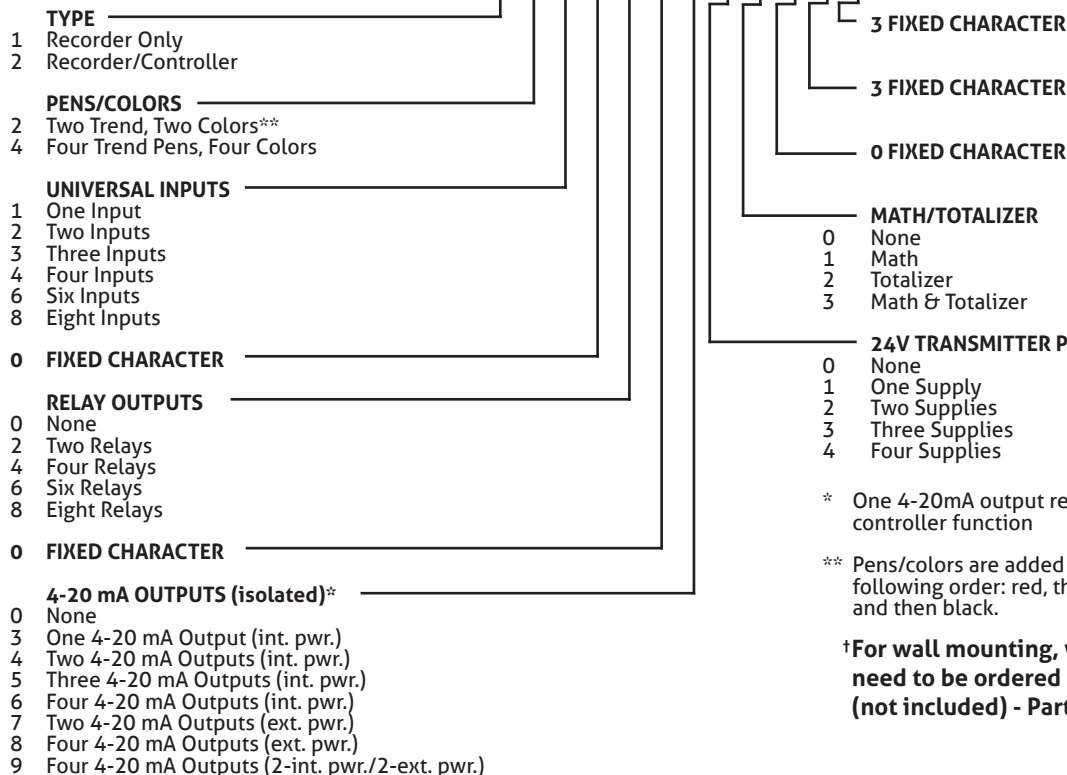 TYPE
1 Recorder Only
2 Recorder/Controller
PENS/COLORS
2 Two Trend, Two Colors**
4 Four Trend Pens, Four Colors
UNIVERSAL INPUTS
1 One Input
2 Two Inputs
3 Three Inputs
4 Four Inputs
6 Six Inputs
8 Eight Inputs
0 FIXED CHARACTER
RELAY OUTPUTS
0 None
2 Two Relays
4 Four Relays
6 Six Relays
8 Eight Relays
0 FIXED CHARACTER
4-20 mA OUTPUTS (isolated)*
0 None
3 One 4-20 mA Output (int. pwr.)
4 Two 4-20 mA Outputs (int. pwr.)
5 Three 4-20 mA Outputs (int. pwr.)
6 Four 4-20 mA Outputs (int. pwr.)
7 Two 4-20 mA Outputs (ext. pwr.)
8 Four 4-20 mA Outputs (ext. pwr.)
9 Four 4-20 mA Outputs (2-int. pwr./2-ext. pwr.)
3 FIXED CHARACTER
3 FIXED CHARACTER
0 FIXED CHARACTER
MATH/TOTALIZER
0 None
1 Math
2 Totalizer
3 Math & Totalizer
24V TRANSMITTER
0 None
1 One Supply
2 Two Supplies
3 Three Supplies
4 Four Supplies
* One 4-20mA output
controller function
** Pens/colors are added
following order: red,
and then black.
†For wall mounting,
need to be ordered
(not included) - Part